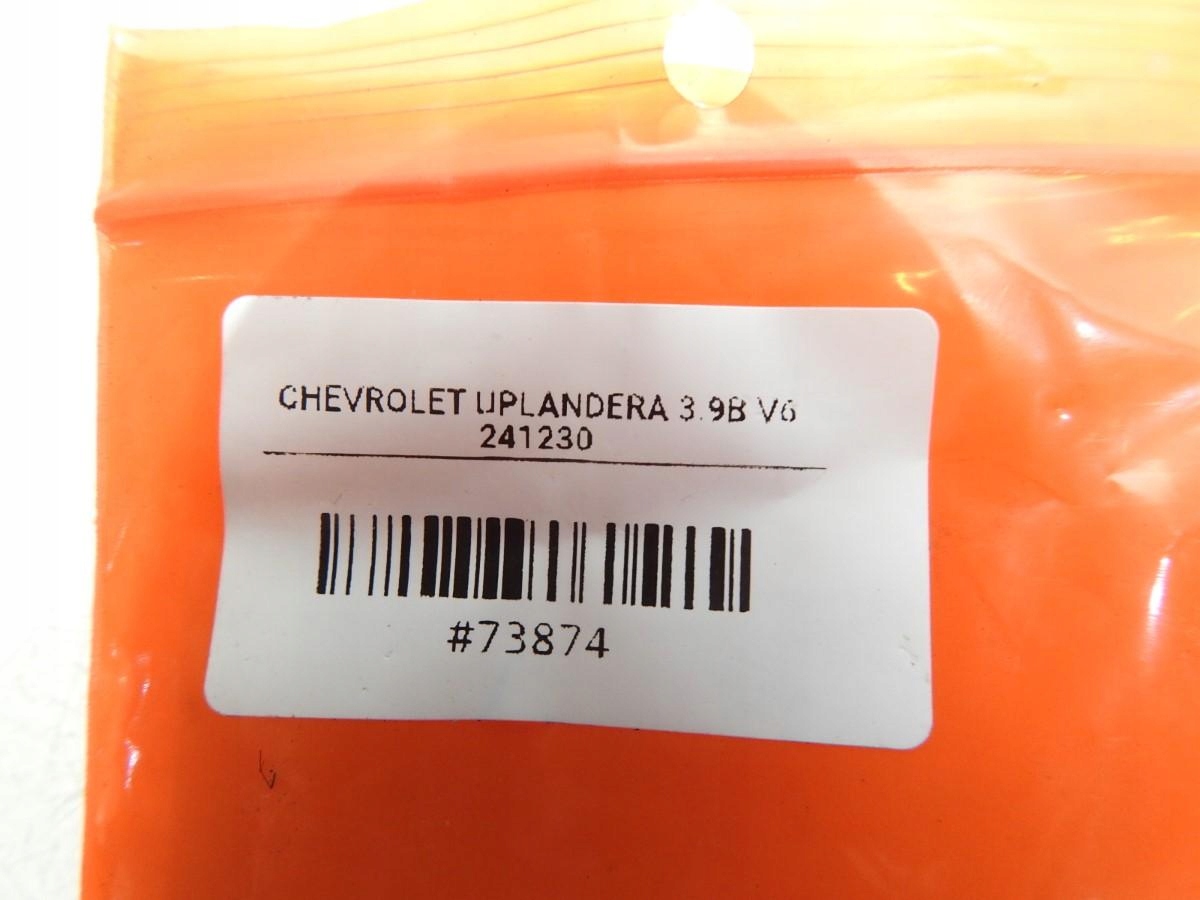 CHEVROLET UPLANDERA 3.9B V6
241230
#73874